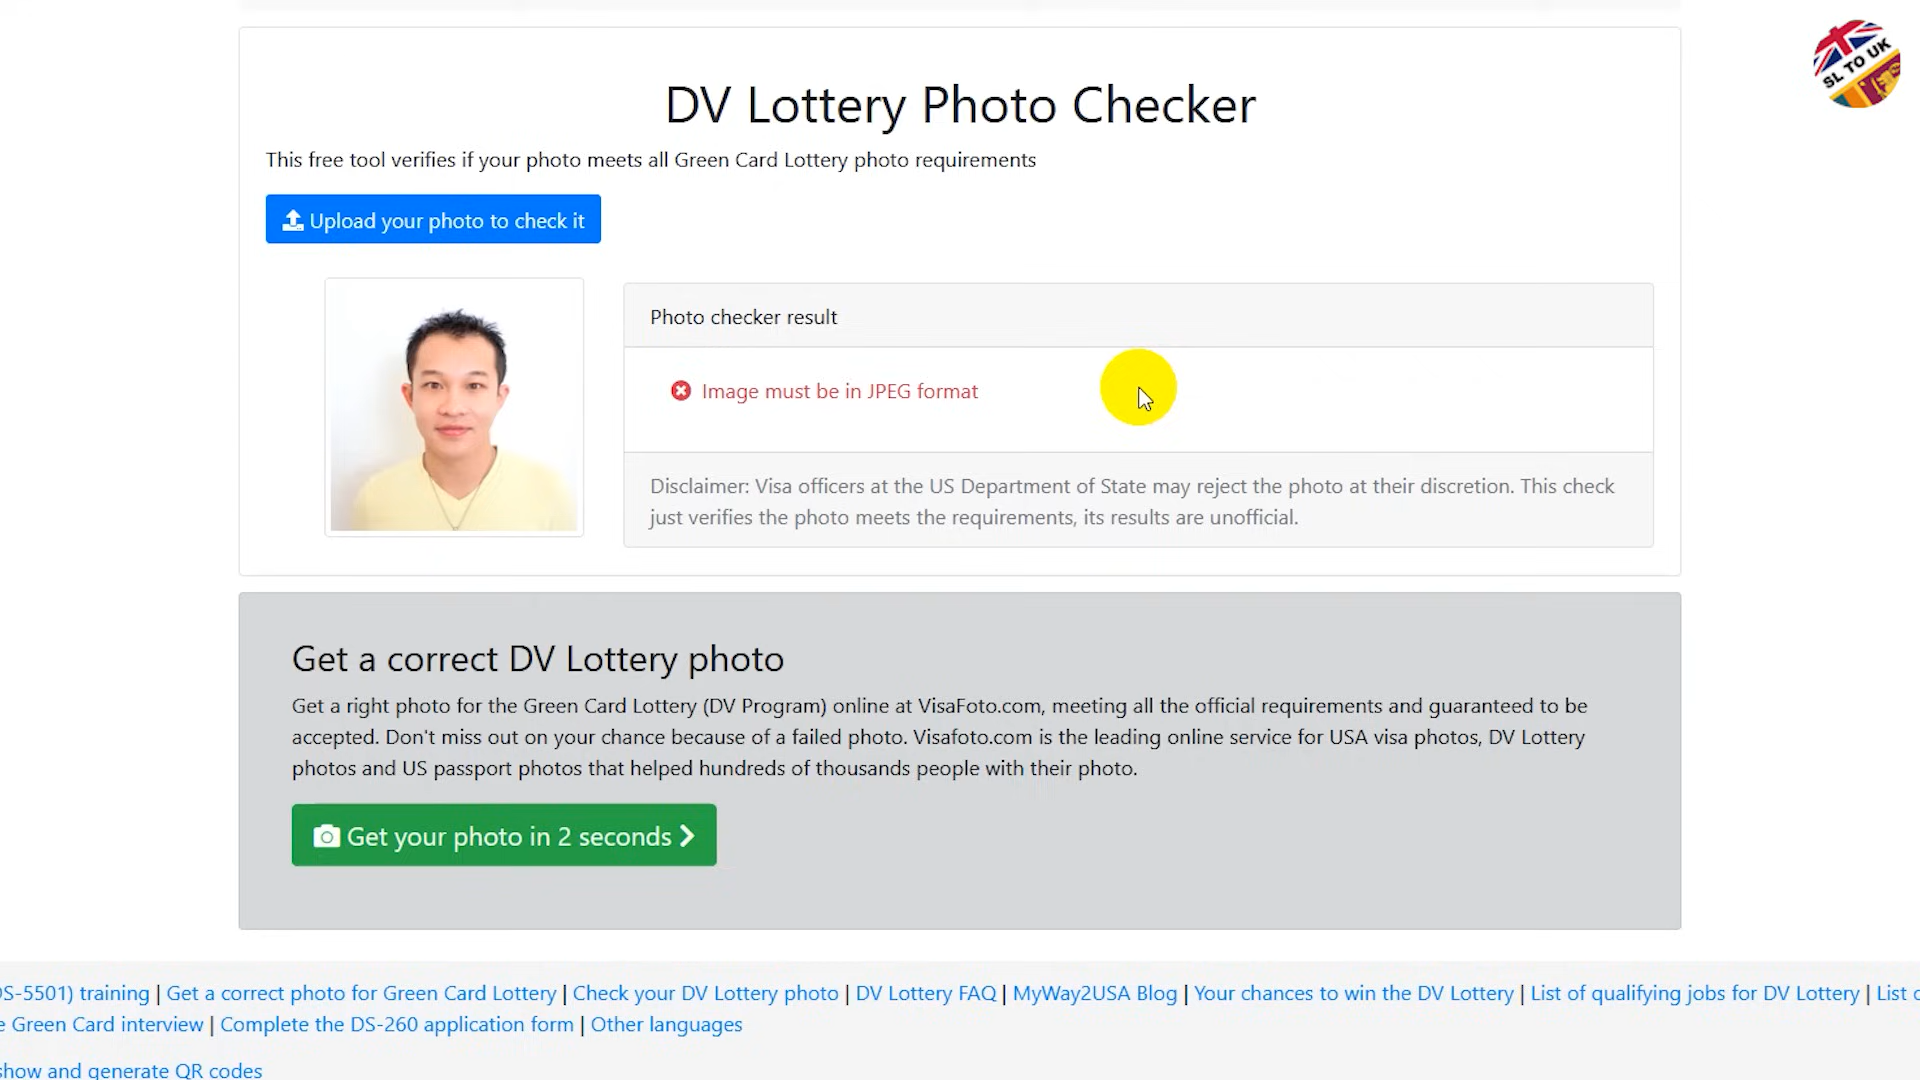 SL TO UK
DV Lottery Photo Checker
This free tool verifies if your photo meets all Green Card Lottery photo requirements
Upload your photo to check it
Photo checker result
Image must be in JPEG format
Disclaimer: Visa officers at the US Department of State may reject the photo at their discretion. This check
just verifies the photo meets the requirements, its results are unofficial.
Get a correct DV Lottery photo
Get a right photo for the Green Card Lottery (DV Program) online at VisaFoto.com, meeting all the official requirements and guaranteed to be
accepted. Don't miss out on your chance because of a failed photo. Visafoto.com is the leading online service for USA visa photos, DV Lottery
photos and US passport photos that helped hundreds of thousands people with their photo.
Get your photo in 2 seconds
S-5501) training | Get a correct photo for Green Card Lottery | Check your DV Lottery photo | DV Lottery FAQ | MyWay2USA Blog | Your chances to win the DV Lottery | List of qualifying jobs for DV Lottery | List
e Green Card interview | Complete the DS-260 application form | Other languages
show and generate QR codes